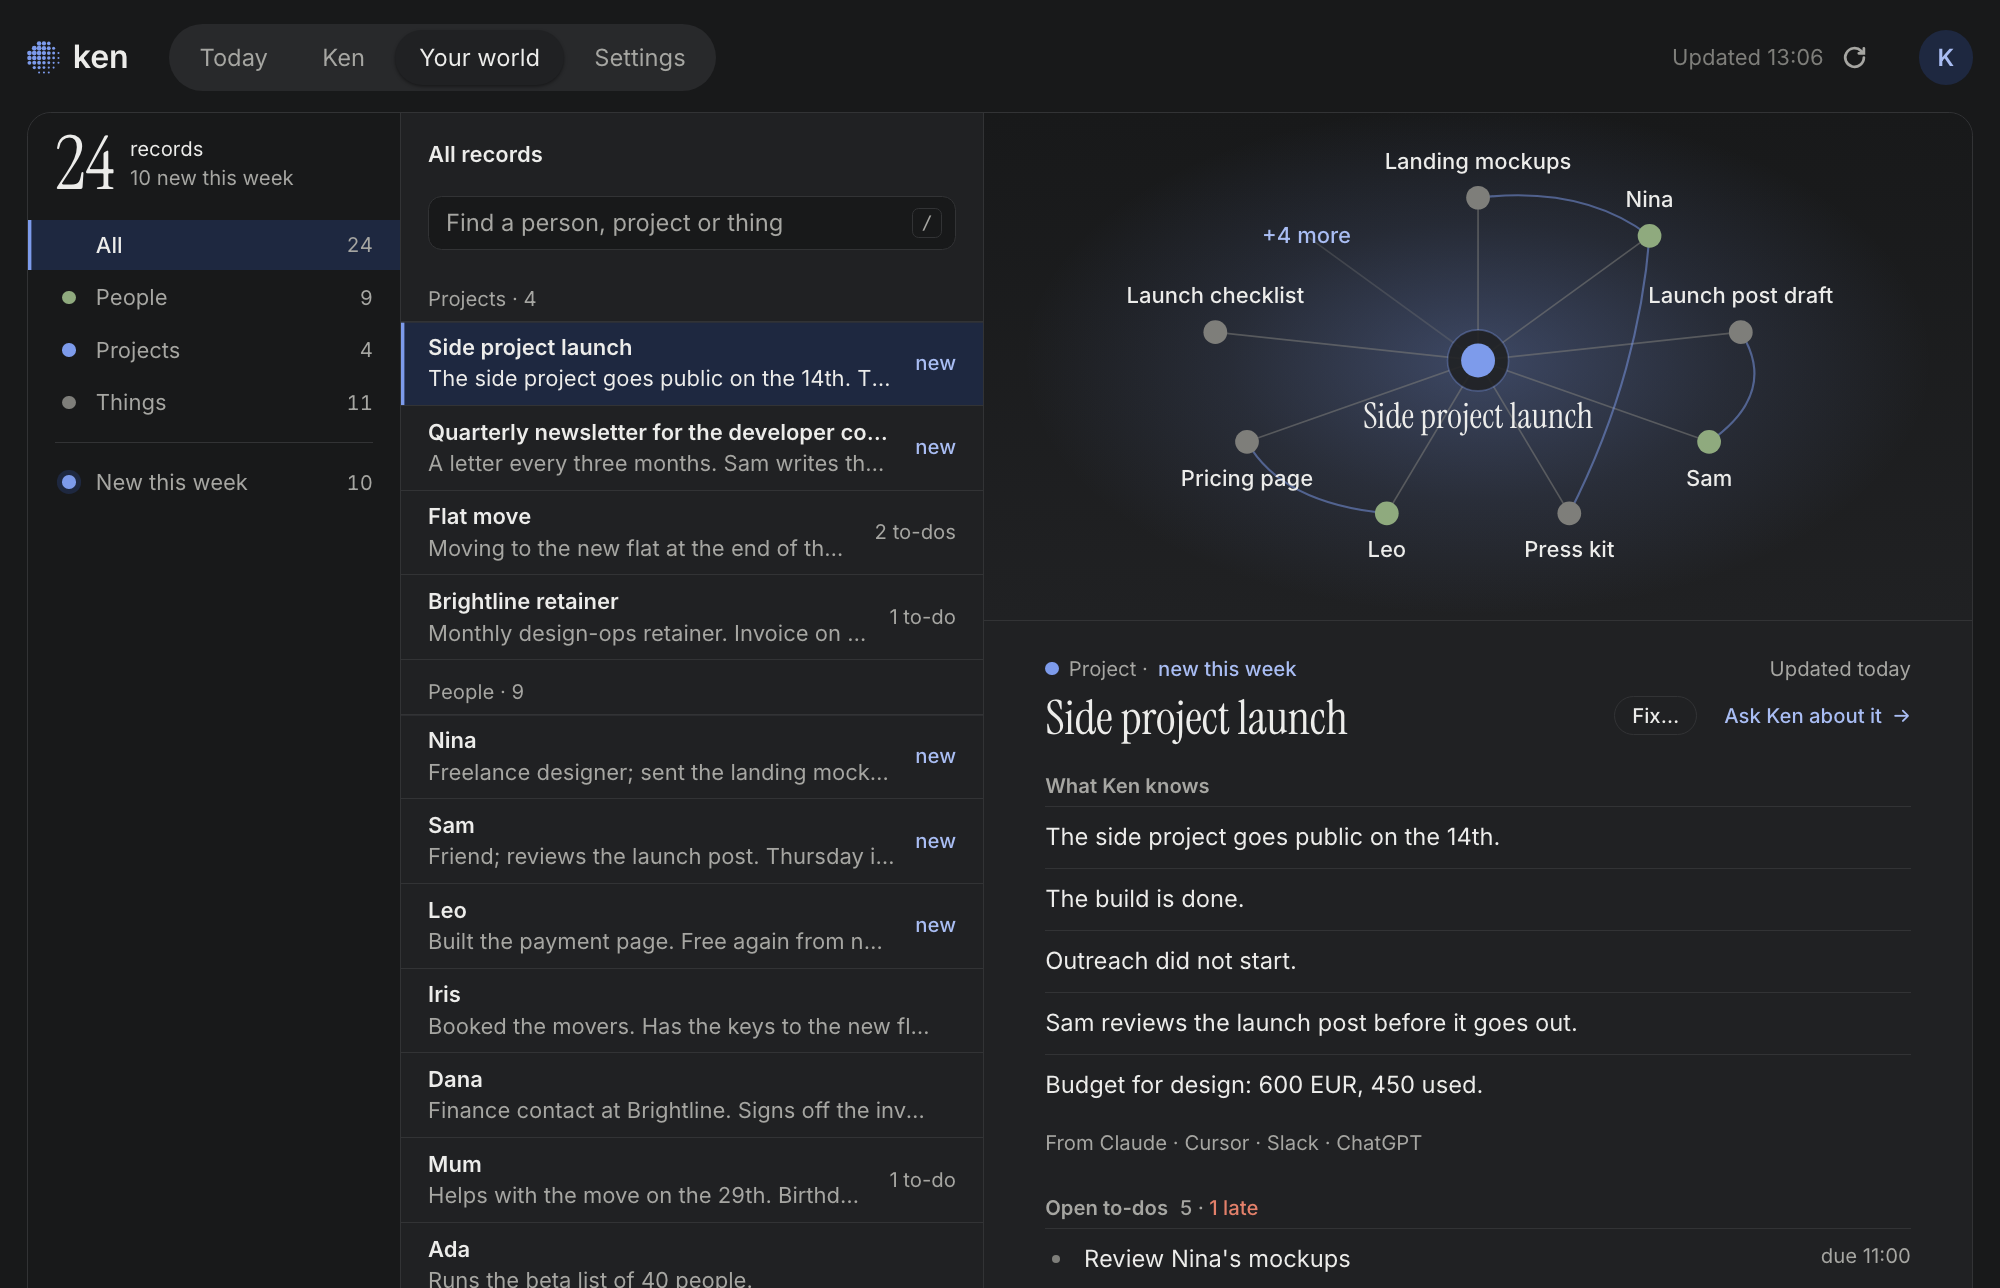 ken
Today
Ken
Your world
Settings
Updated 13:06
K
24
records
10 new this week
All 24
People 9
Projects 4
Things 11
New this week 10
All records
Find a person, project or thing /
Projects · 4
Side project launch
The side project goes public on the 14th. T...
new
Quarterly newsletter for the developer co...
A letter every three months. Sam writes th...
new
Flat move
Moving to the new flat at the end of th...
2 to-dos
Brightline retainer
Monthly design-ops retainer. Invoice on ...
1 to-do
People · 9
Nina
Freelance designer; sent the landing mock...
new
Sam
Friend; reviews the launch post. Thursday i...
new
Leo
Built the payment page. Free again from n...
new
Iris
Booked the movers. Has the keys to the new fl...
Dana
Finance contact at Brightline. Signs off the inv...
Mum
Helps with the move on the 29th. Birthd...
1 to-do
Ada
Runs the beta list of 40 people.
Landing mockups
Nina
+4 more
Launch checklist
Launch post draft
Side project launch
Pricing page
Sam
Leo
Press kit
Project · new this week
Updated today
Side project launch
Fix...
Ask Ken about it →
What Ken knows
The side project goes public on the 14th.
The build is done.
Outreach did not start.
Sam reviews the launch post before it goes out.
Budget for design: 600 EUR, 450 used.
From Claude · Cursor · Slack · ChatGPT
Open to-dos 5 · 1 late
Review Nina's mockups
due 11:00